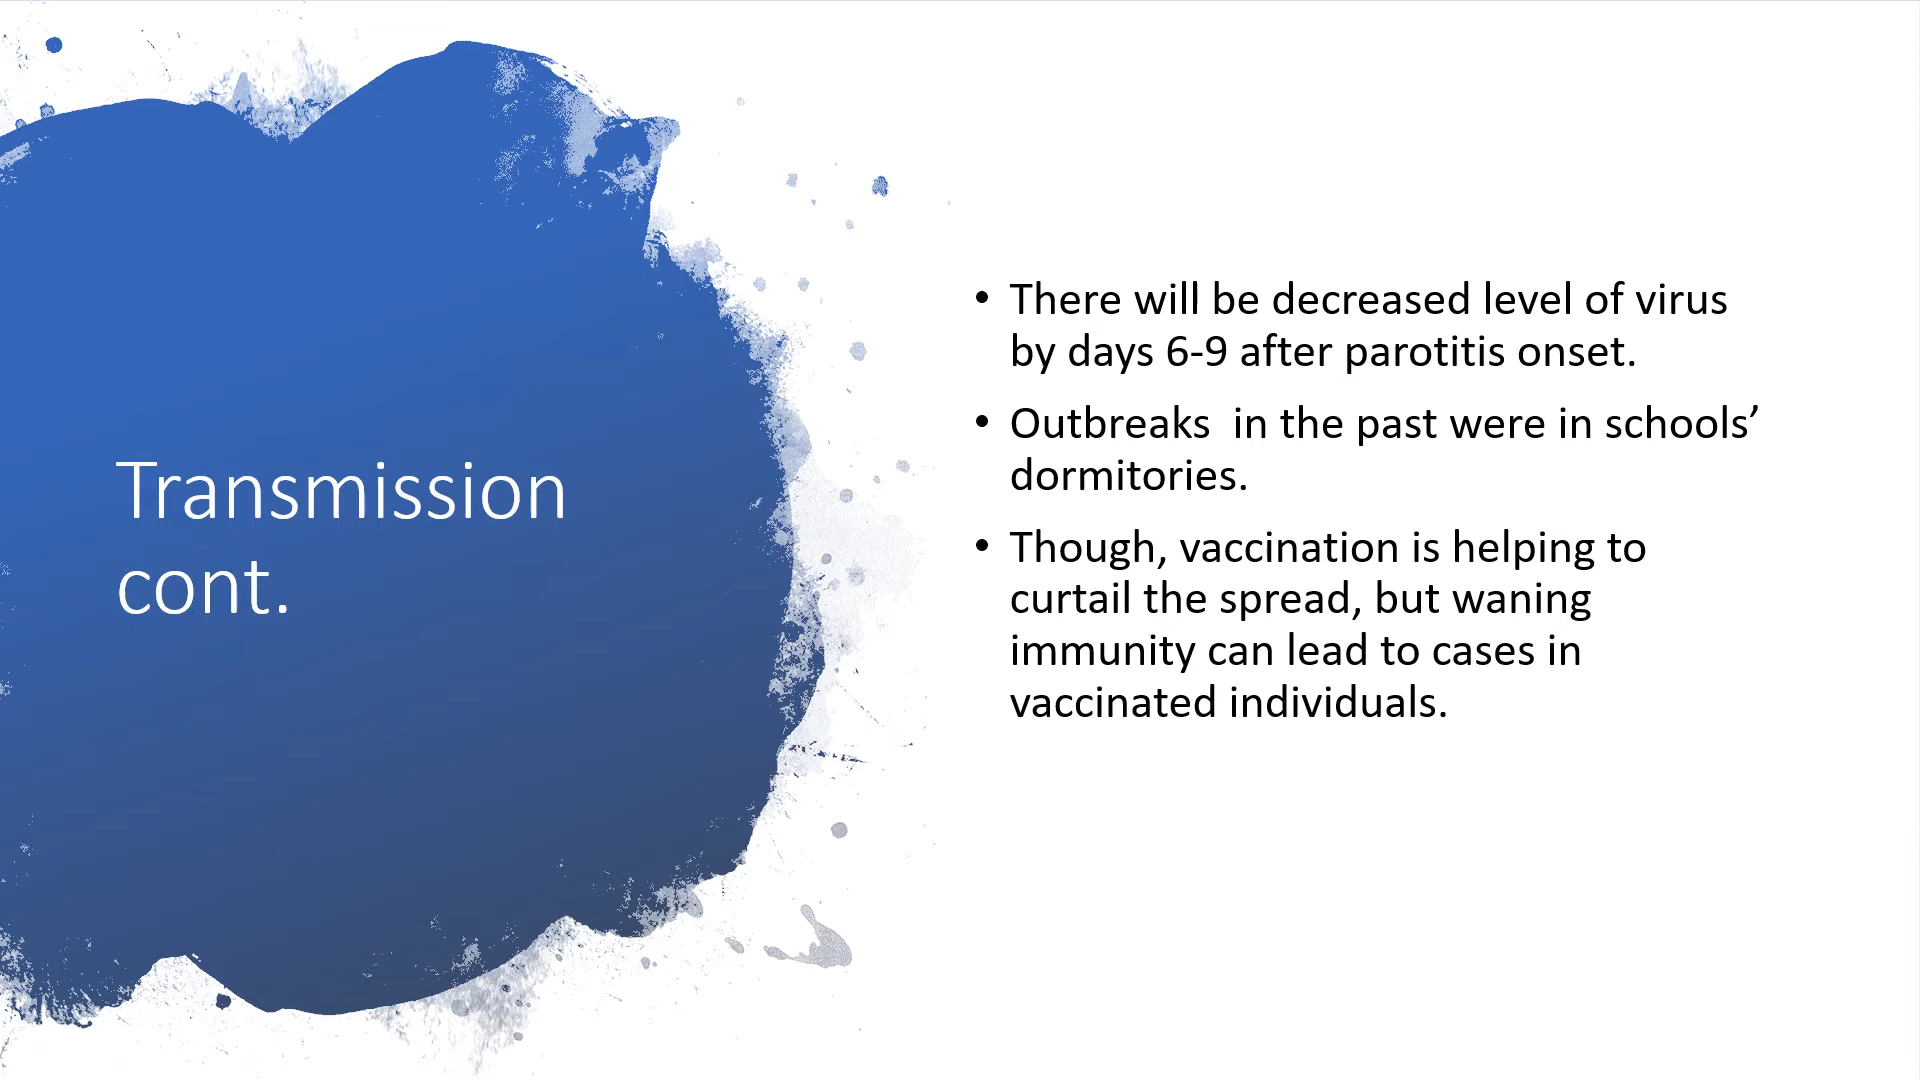 Transmission
cont.
• There will be decreased level of virus
by days 6-9 after parotitis onset.
• Outbreaks  in the past were in schools’
dormitories.
• Though, vaccination is helping to
curtail the spread, but waning
immunity can lead to cases in
vaccinated individuals.